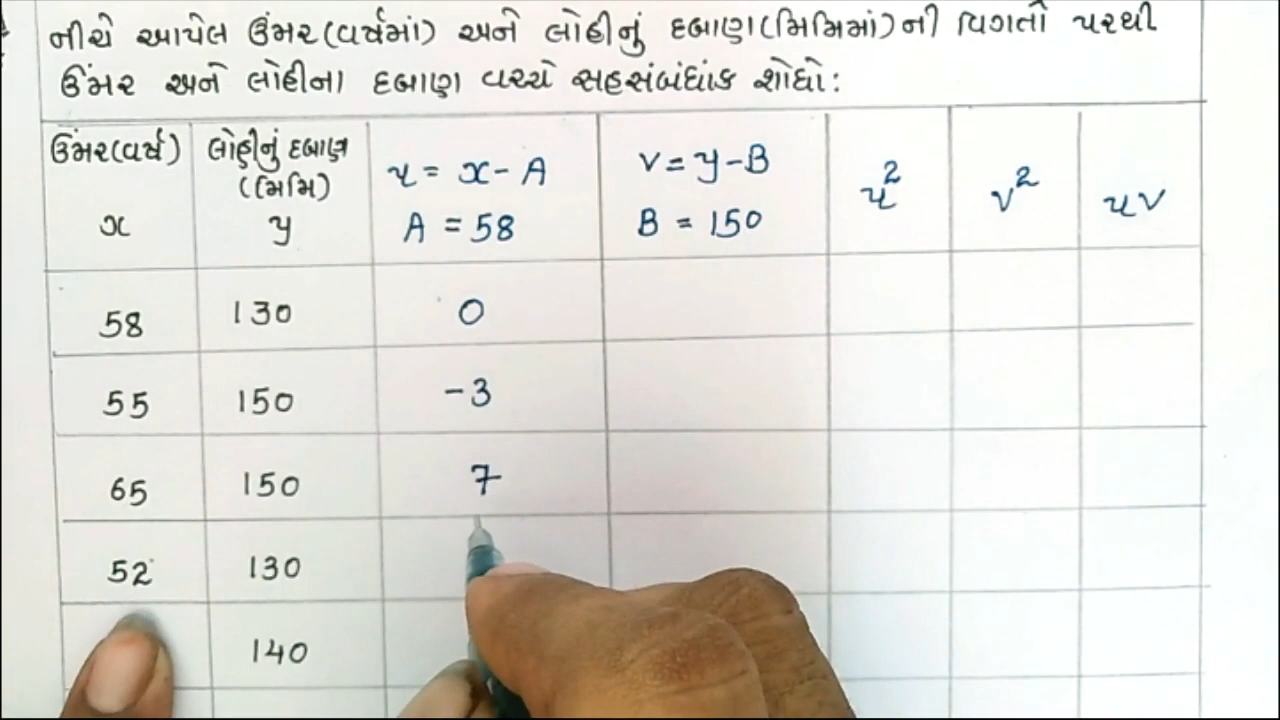 નીચે આપેલ ઉંમર(વર્ષમાં) અને લોહીનું દબાણ(મિમિમાં)ની વિગતો પરથી
ઉંમર અને લોહીના દબાણ વચ્ચે સહસંબંધાંક શોધો:
ઉંમર(વર્ષ) લોહીનું દબાણ u = x - A v = y - B u² v² uv
(મિમિ)
x y A = 58 B = 150
58 130 0
55 150 -3
65 150 7
52 130
140